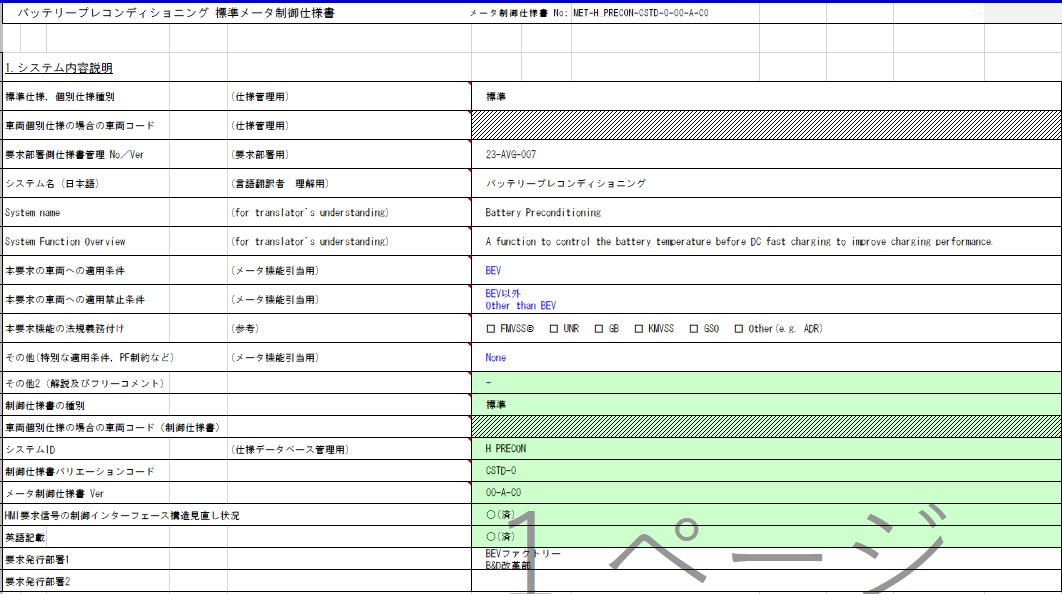 バッテリープレコンディショニング 標準メータ制御仕様書 メータ制御仕様書 No: MET-H_PRECON-CSTD-0-00-A-C0
1. システム内容説明
標準仕様，個別仕様種別 (仕様管理用) 標準
車両個別仕様の場合の車両コード (仕様管理用)
要求部署側仕様書管理 No／Ver (要求部署用) 23-AVG-007
システム名（日本語） (言語翻訳者 理解用) バッテリープレコンディショニング
System name (for translator's understanding) Battery Preconditioning
System Function Overview (for translator's understanding) A function to control the battery temperature before DC fast charging to improve charging performance.
本要求の車両への適用条件 (メータ機能引当用) BEV
本要求の車両への適用禁止条件 (メータ機能引当用) BEV以外
Other than BEV
本要求機能の法規義務付け (参考) □ FMVSS© □ UNR □ GB □ KMVSS □ GSO □ Other(e.g. ADR)
その他(特別な適用条件，PF制約など) (メータ機能引当用) None
その他2（解説及びフリーコメント） -
制御仕様書の種別 標準
車両個別仕様の場合の車両コード（制御仕様書）
システムID (仕様データベース管理用) H_PRECON
制御仕様書バリエーションコード CSTD-0
メータ制御仕様書 Ver 00-A-C0
HMI要求信号の制御インターフェース構造見直し状況 ○(済)
英語記載 ○(済)
要求発行部署1 BEVファクトリー
B&D改革部
要求発行部署2
1 ページ